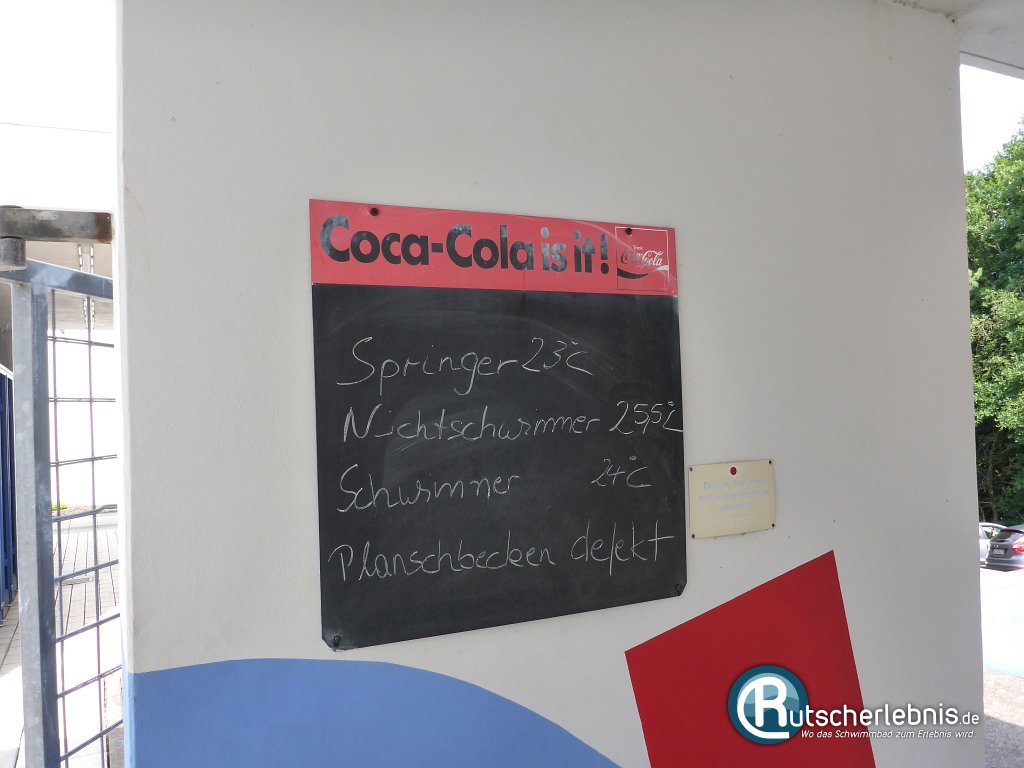 Coca-Cola is it!
Coca-Cola
Springer 23°C
Nichtschwimmer 25,5°C
Schwimmer 24°C
Planschbecken defekt
Rutscherlebnis.de
Wo das Schwimmbad zum Erlebnis wird..